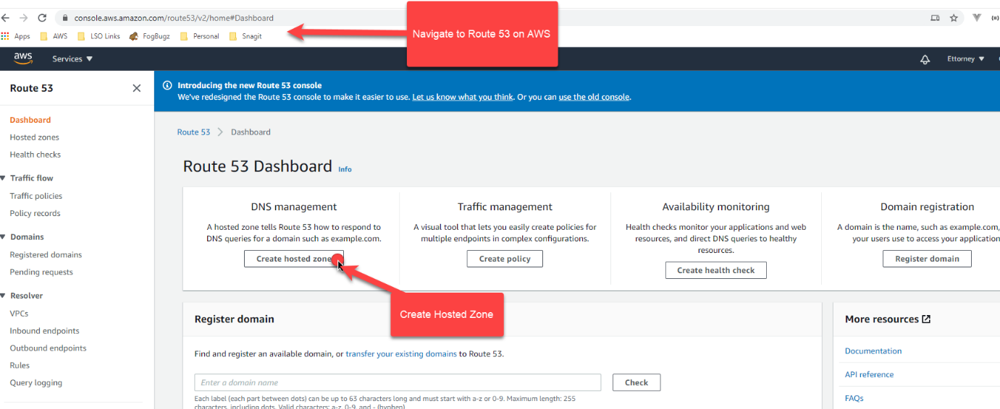 console.aws.amazon.com/route53/v2/home#Dashboard
Apps AWS LSO Links FogBugz Personal Snagit
Navigate to Route 53 on AWS
aws Services Ettorney
Route 53
Introducing the new Route 53 console
We've redesigned the Route 53 console to make it easier to use. Let us know what you think. Or you can use the old console.
Dashboard
Hosted zones
Health checks
Traffic flow
Traffic policies
Policy records
Domains
Registered domains
Pending requests
Resolver
VPCs
Inbound endpoints
Outbound endpoints
Rules
Query logging
Route 53 > Dashboard
Route 53 Dashboard Info
DNS management
A hosted zone tells Route 53 how to respond to
DNS queries for a domain such as example.com.
Create hosted zone
Traffic management
A visual tool that lets you easily create policies for
multiple endpoints in complex configurations.
Create policy
Availability monitoring
Health checks monitor your applications and web
resources, and direct DNS queries to healthy
resources.
Create health check
Domain registration
A domain is the name, such as example.com,
your users use to access your application
Register domain
Create Hosted Zone
Register domain
Find and register an available domain, or transfer your existing domains to Route 53.
Enter a domain name
Check
Each label (each part between dots) can be up to 63 characters long and must start with a-z or 0-9. Maximum length: 255
characters, including dots. Valid characters: a-z, 0-9, and - (hyphen)
More resources
Documentation
API reference
FAQs